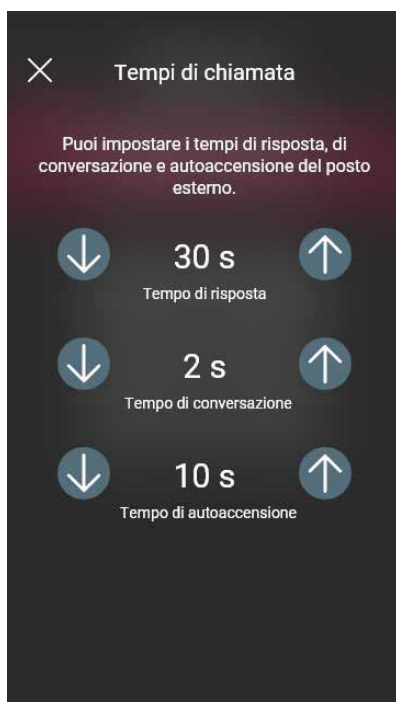 Tempi di chiamata
Puoi impostare i tempi di risposta, di
conversazione e autoaccensione del posto
esterno.
30 s
Tempo di risposta
2 s
Tempo di conversazione
10 s
Tempo di autoaccensione